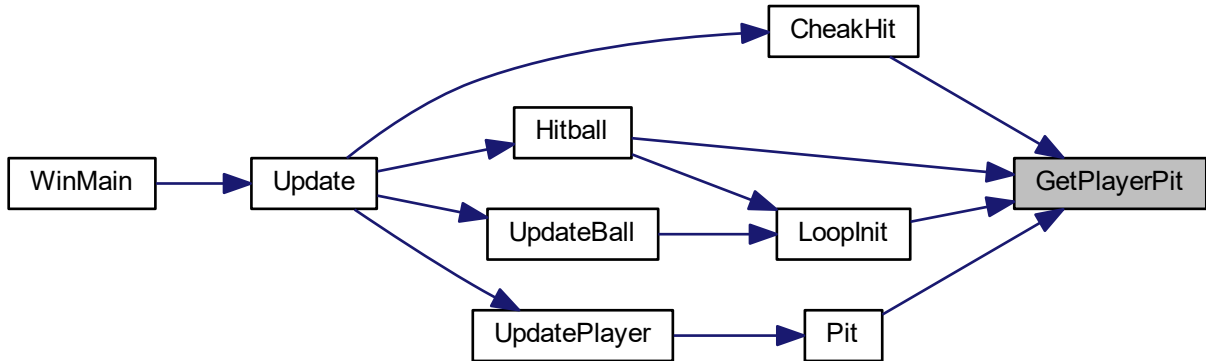 WinMain
Update
CheakHit
Hitball
UpdateBall
UpdatePlayer
LoopInit
Pit
GetPlayerPit